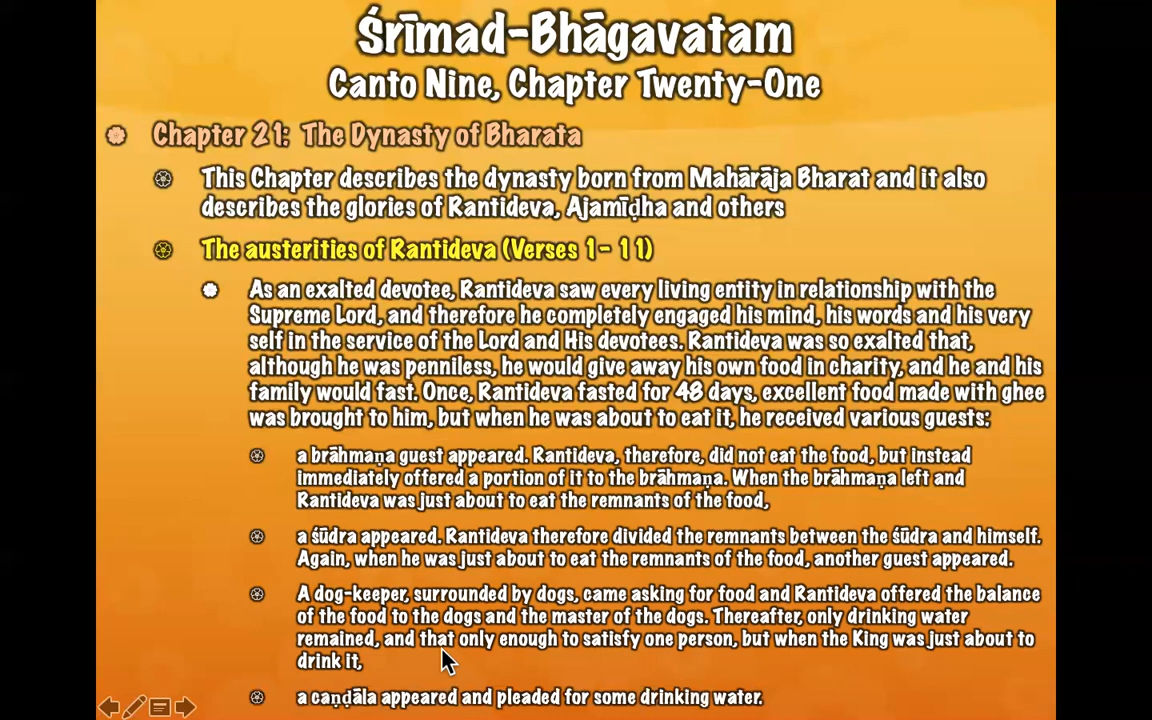 Śrīmad-Bhāgavatam
Canto Nine, Chapter Twenty-One
Chapter 21: The Dynasty of Bharata
This Chapter describes the dynasty born from Mahārāja Bharat and it also
describes the glories of Rantideva, Ajamīḍha and others
The austerities of Rantideva (Verses 1- 11)
As an exalted devotee, Rantideva saw every living entity in relationship with the
Supreme Lord, and therefore he completely engaged his mind, his words and his very
self in the service of the Lord and His devotees. Rantideva was so exalted that,
although he was penniless, he would give away his own food in charity, and he and his
family would fast. Once, Rantideva fasted for 48 days, excellent food made with ghee
was brought to him, but when he was about to eat it, he received various guests:
a brāhmaṇa guest appeared. Rantideva, therefore, did not eat the food, but instead
immediately offered a portion of it to the brāhmaṇa. When the brāhmaṇa left and
Rantideva was just about to eat the remnants of the food,
a śūdra appeared. Rantideva therefore divided the remnants between the śūdra and himself.
Again, when he was just about to eat the remnants of the food, another guest appeared.
A dog-keeper, surrounded by dogs, came asking for food and Rantideva offered the balance
of the food to the dogs and the master of the dogs. Thereafter, only drinking water
remained, and that only enough to satisfy one person, but when the King was just about to
drink it,
a caṇḍāla appeared and pleaded for some drinking water.